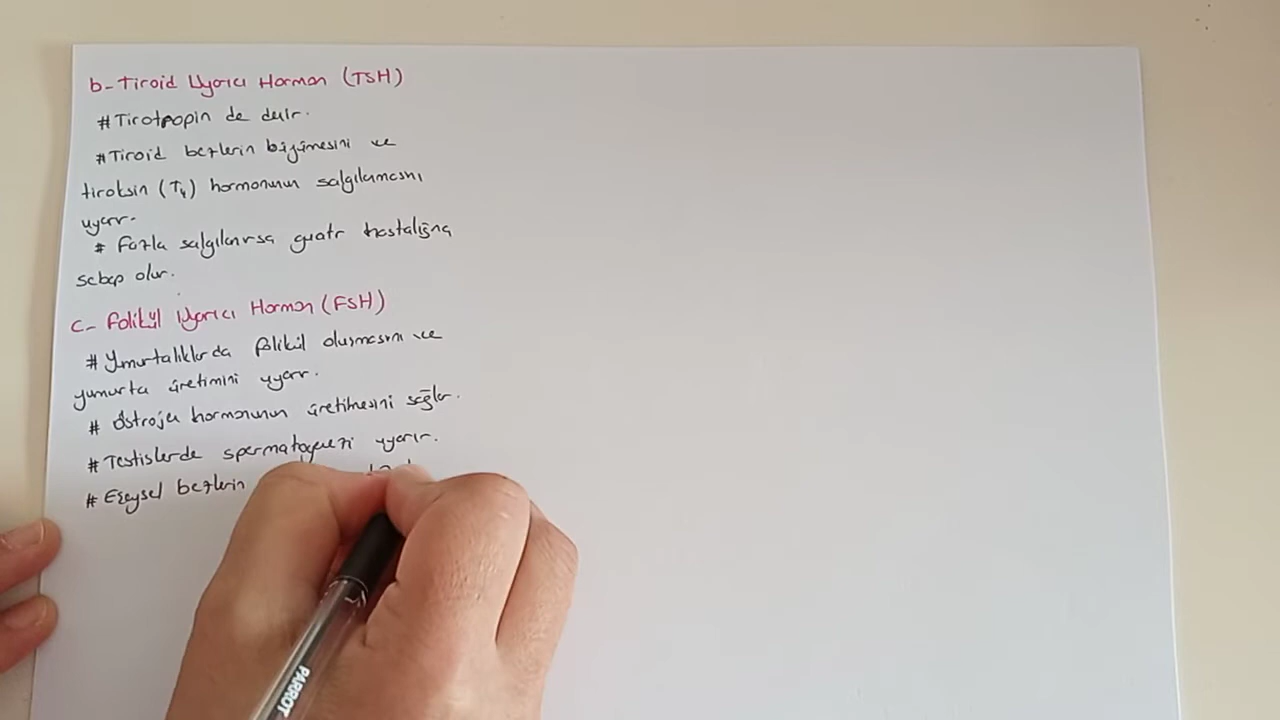 b- Tiroid Uyarıcı Hormon (TSH)
# Tirotropin de denir.
# Tiroid bezlerin büyümesini ve
tiroksin (T4) hormonunun salgılanmasını
uyarır.
# Fazla salgılanırsa guatr hastalığına
sebep olur.
c- Folikül Uyarıcı Hormon (FSH)
# Yumurtalıklarda folikül oluşmasını ve
yumurta üretimini uyarır.
# Östrojen hormonunun üretilmesini sağlar.
# Testislerde spermatogenezi uyarır.
# Eşeysel bezlerin
PARROT